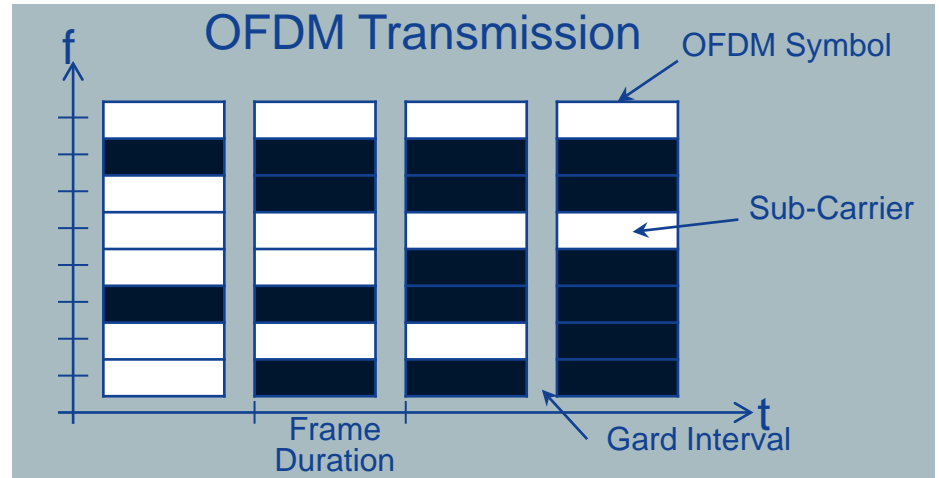 OFDM Transmission
f
OFDM Symbol
Sub-Carrier
t
Frame
Duration
Gard Interval